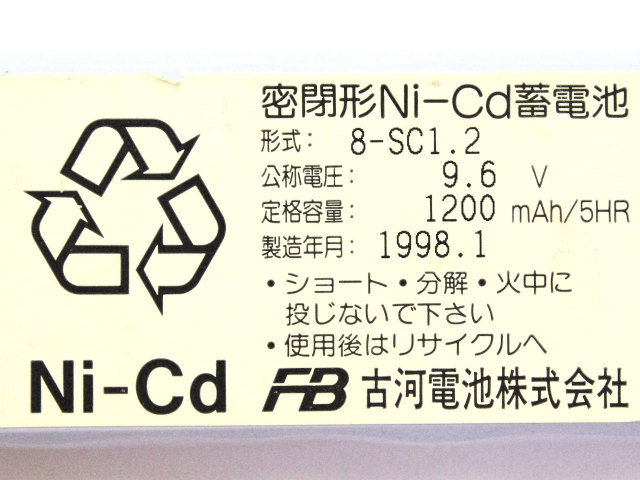 密閉形Ni-Cd蓄電池
形式: 8-SC1.2
公称電圧: 9.6 V
定格容量: 1200 mAh/5HR
製造年月: 1998.1
・ショート・分解・火中に
投じないで下さい
・使用後はリサイクルへ
Ni-Cd
FB 古河電池株式会社